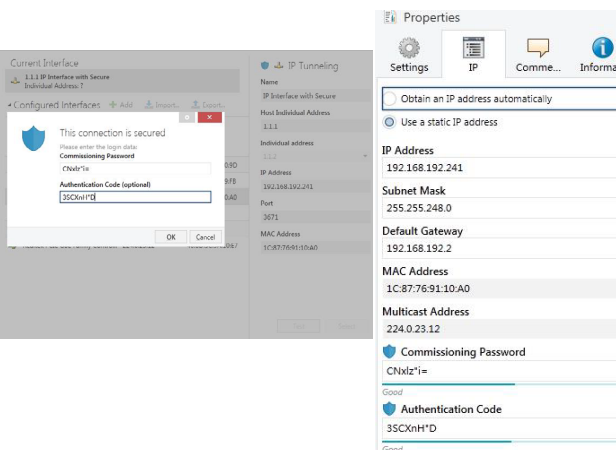 Current Interface
1.1.1 IP Interface with Secure
Individual Address: ?
Configured Interfaces + Add Import... Export...
This connection is secured
Please enter the login data:
Commissioning Password
CNxlz"i=
Authentication Code (optional)
3SCXnH"D
OK Cancel
IP Tunneling
Name
IP Interface with Secure
Host Individual Address
1.1.1
Individual address
1.1.2
IP Address
192.168.192.241
Port
3671
MAC Address
1C:87:76:91:10:A0
Test
Properties
Settings IP Comme... Informa
Obtain an IP address automatically
Use a static IP address
IP Address
192.168.192.241
Subnet Mask
255.255.248.0
Default Gateway
192.168.192.2
MAC Address
1C:87:76:91:10:A0
Multicast Address
224.0.23.12
Commissioning Password
CNxlz"i=
Good
Authentication Code
3SCXnH"D
Good